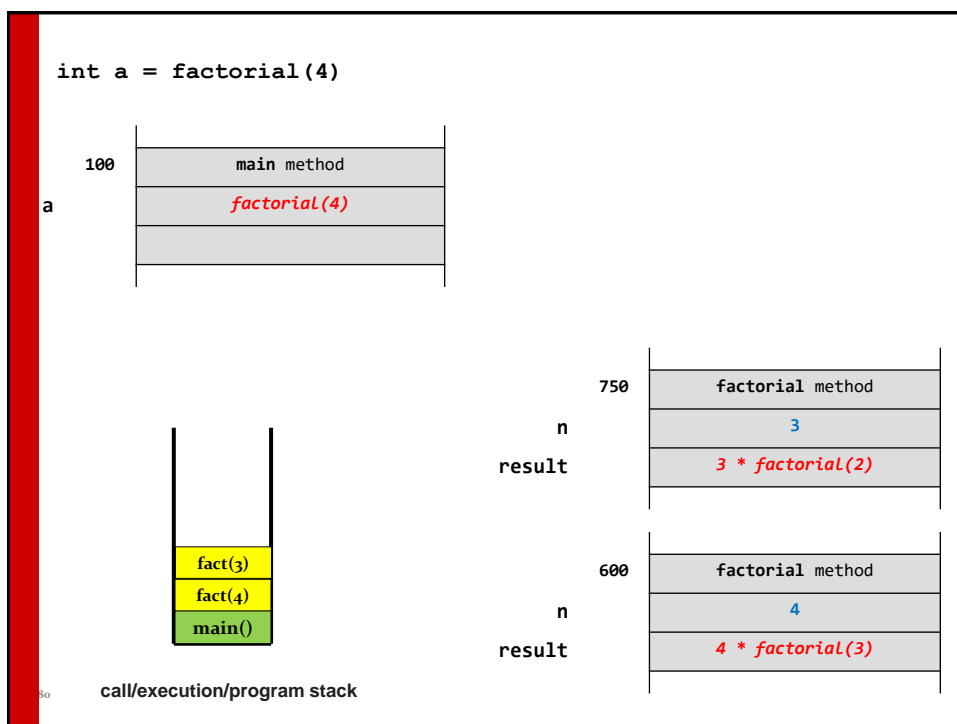 int a = factorial(4)
100 main method
a factorial(4)
750 factorial method
n 3
result 3 * factorial(2)
600 factorial method
n 4
result 4 * factorial(3)
fact(3)
fact(4)
main()
call/execution/program stack